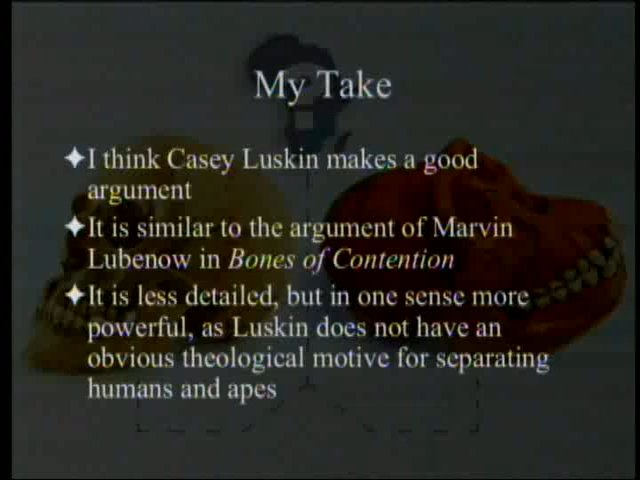 My Take
I think Casey Luskin makes a good
argument
It is similar to the argument of Marvin
Lubenow in Bones of Contention
It is less detailed, but in one sense more
powerful, as Luskin does not have an
obvious theological motive for separating
humans and apes